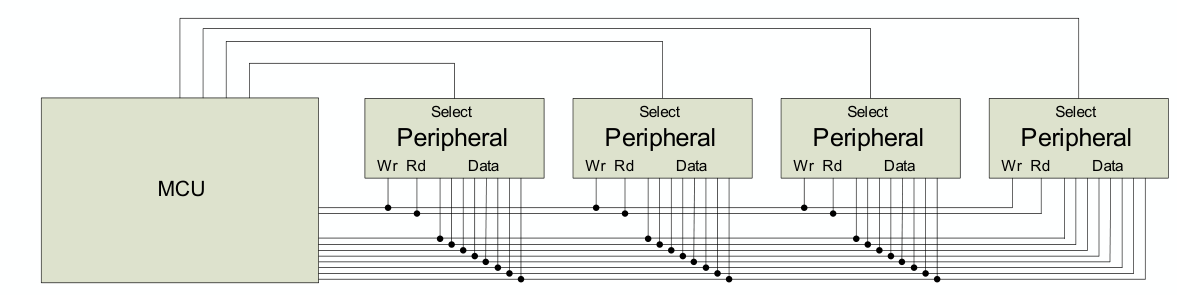 MCU
Select
Peripheral
Wr Rd Data
Select
Peripheral
Wr Rd Data
Select
Peripheral
Wr Rd Data
Select
Peripheral
Wr Rd Data